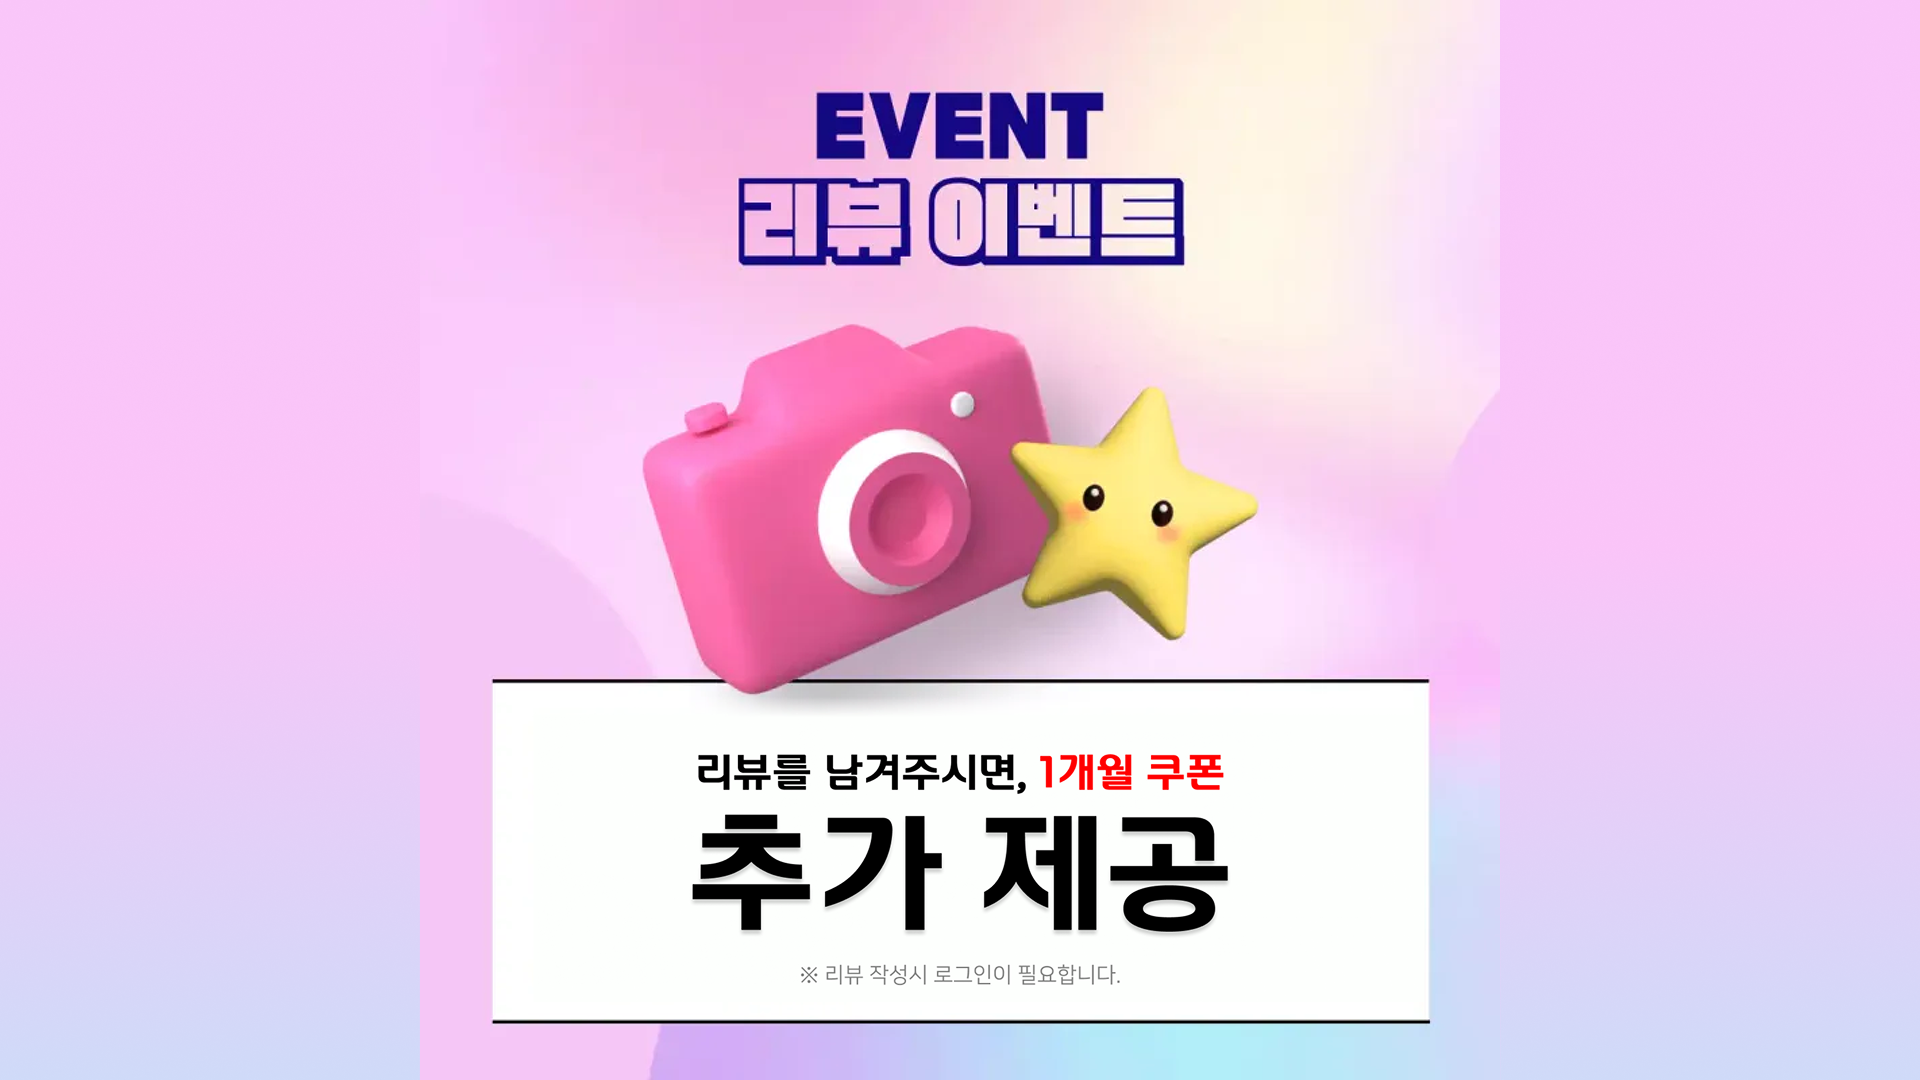 EVENT
리뷰 이벤트
리뷰를 남겨주시면, 1개월 쿠폰
추가 제공
※ 리뷰 작성시 로그인이 필요합니다.